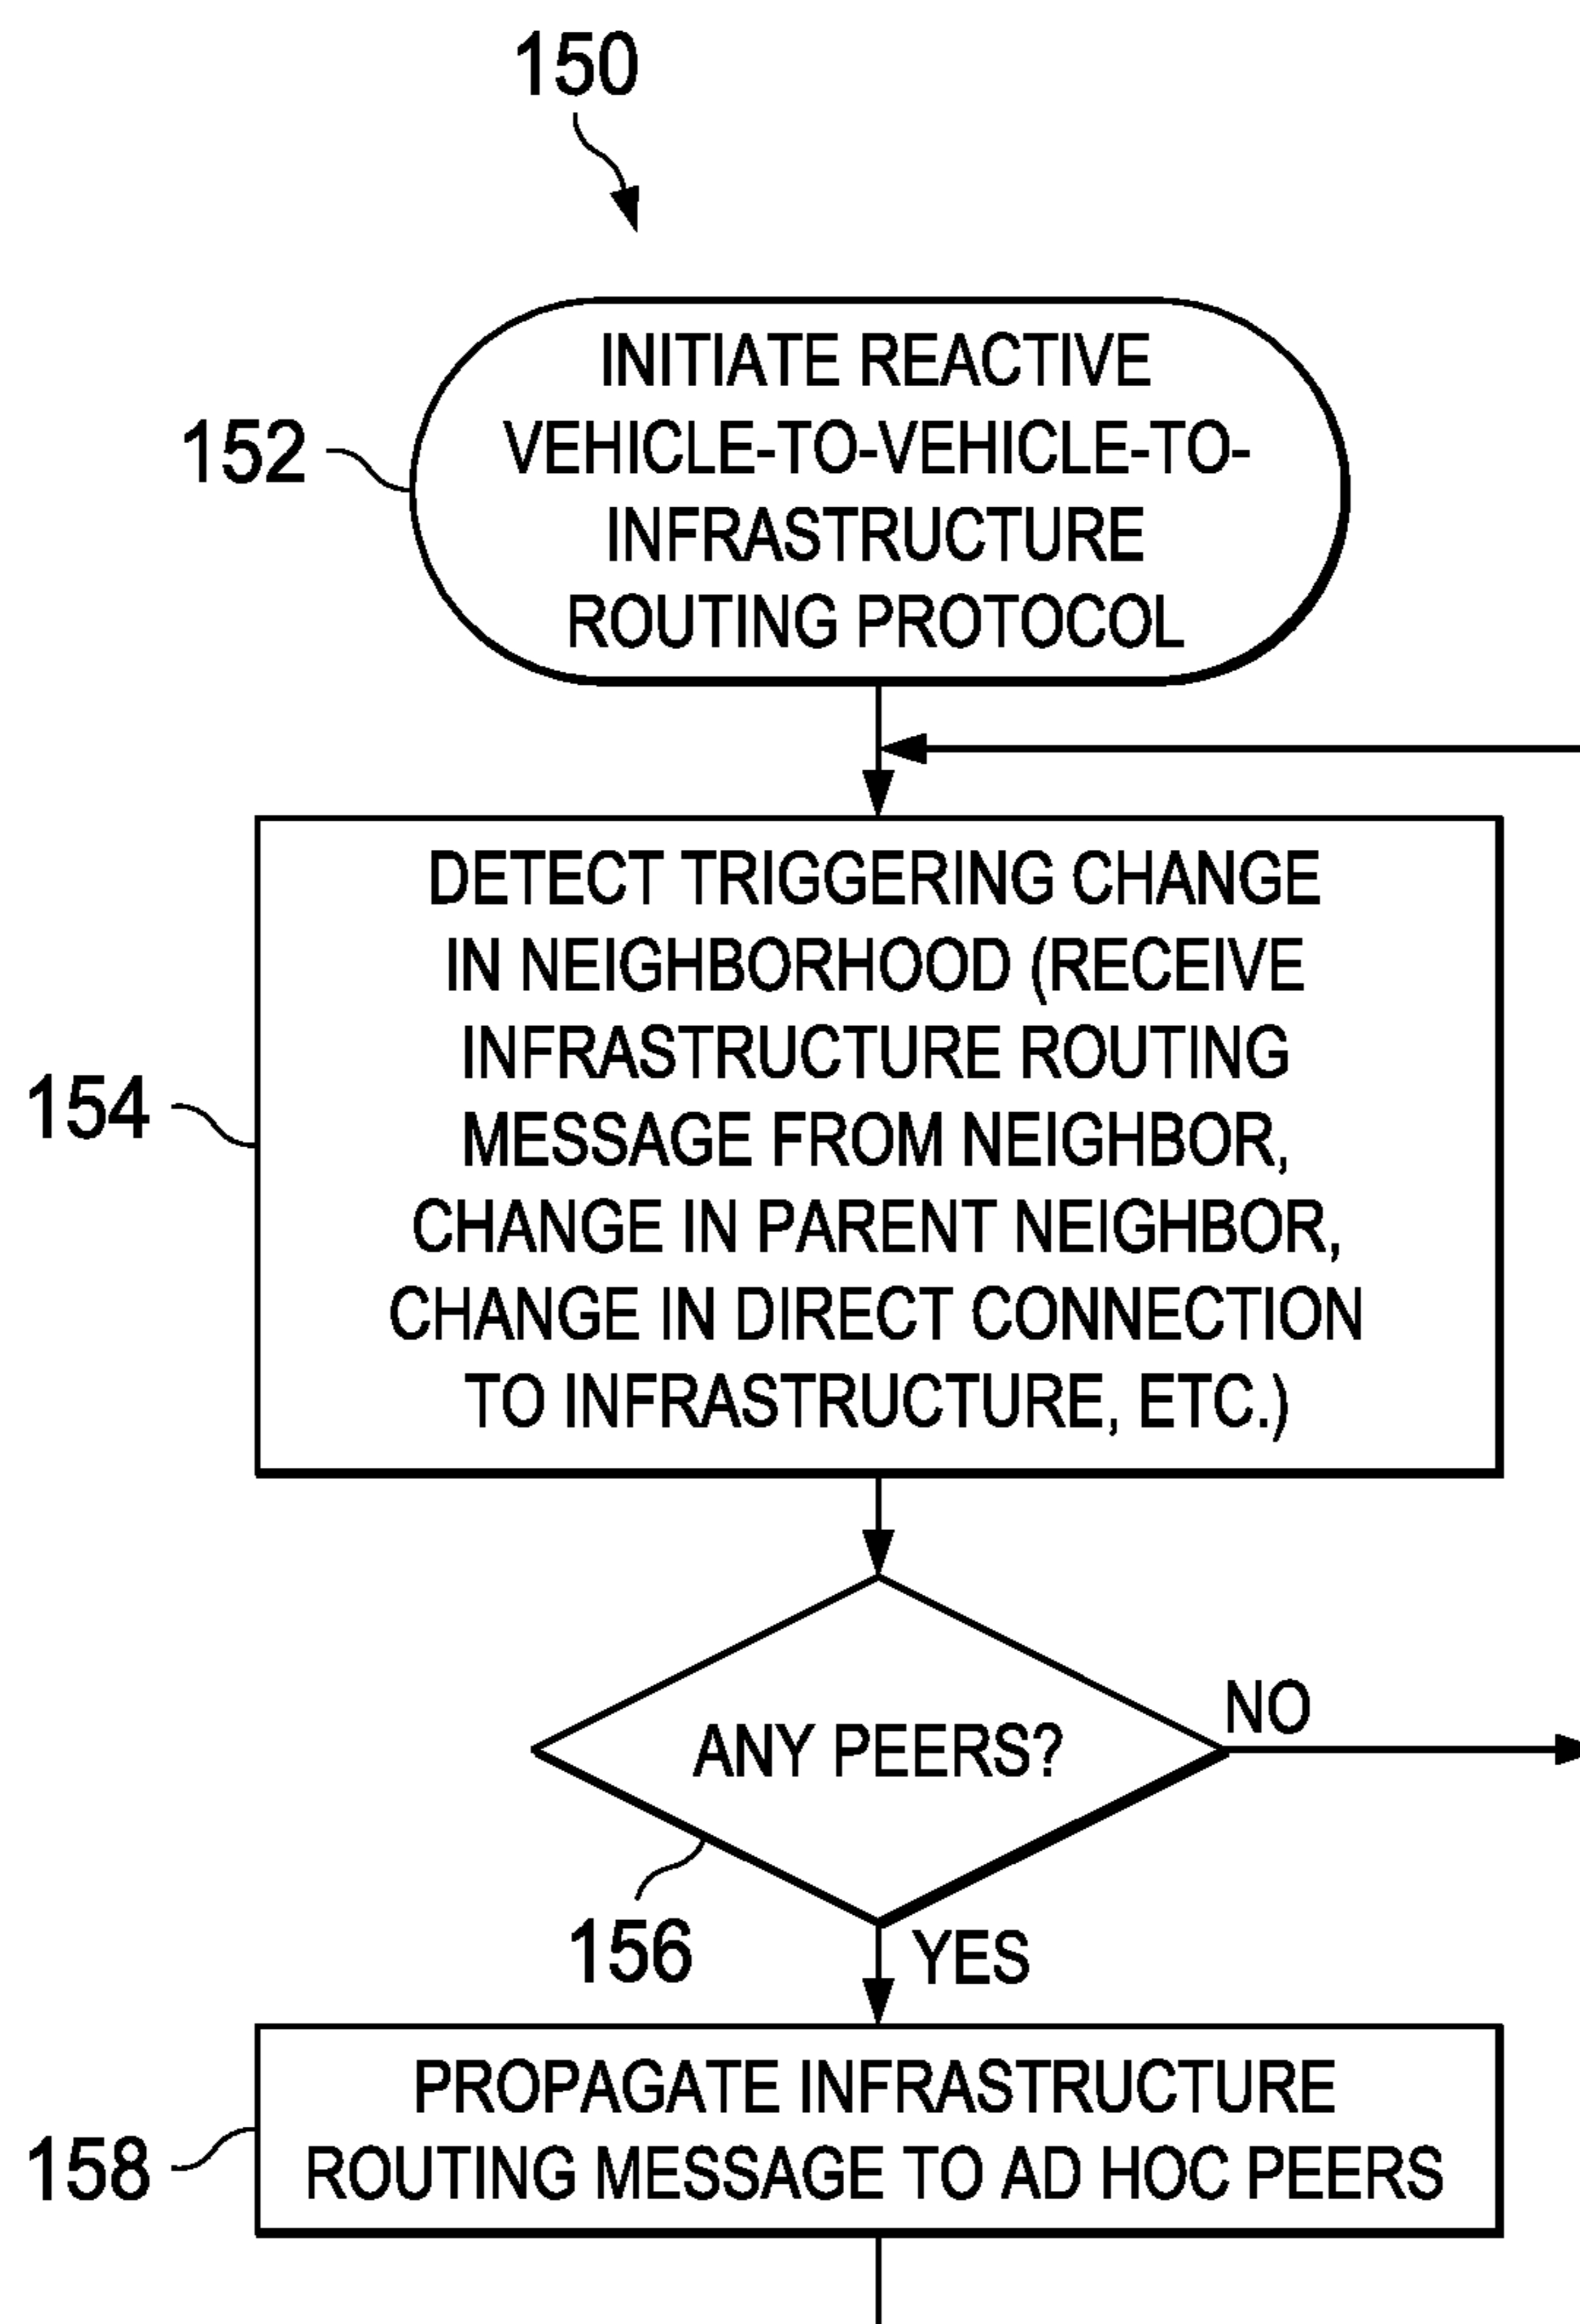 150
152
INITIATE REACTIVE
VEHICLE-TO-VEHICLE-TO-
INFRASTRUCTURE
ROUTING PROTOCOL
154
DETECT TRIGGERING CHANGE
IN NEIGHBORHOOD (RECEIVE
INFRASTRUCTURE ROUTING
MESSAGE FROM NEIGHBOR,
CHANGE IN PARENT NEIGHBOR,
CHANGE IN DIRECT CONNECTION
TO INFRASTRUCTURE, ETC.)
ANY PEERS?
NO
156
YES
158
PROPAGATE INFRASTRUCTURE
ROUTING MESSAGE TO AD HOC PEERS